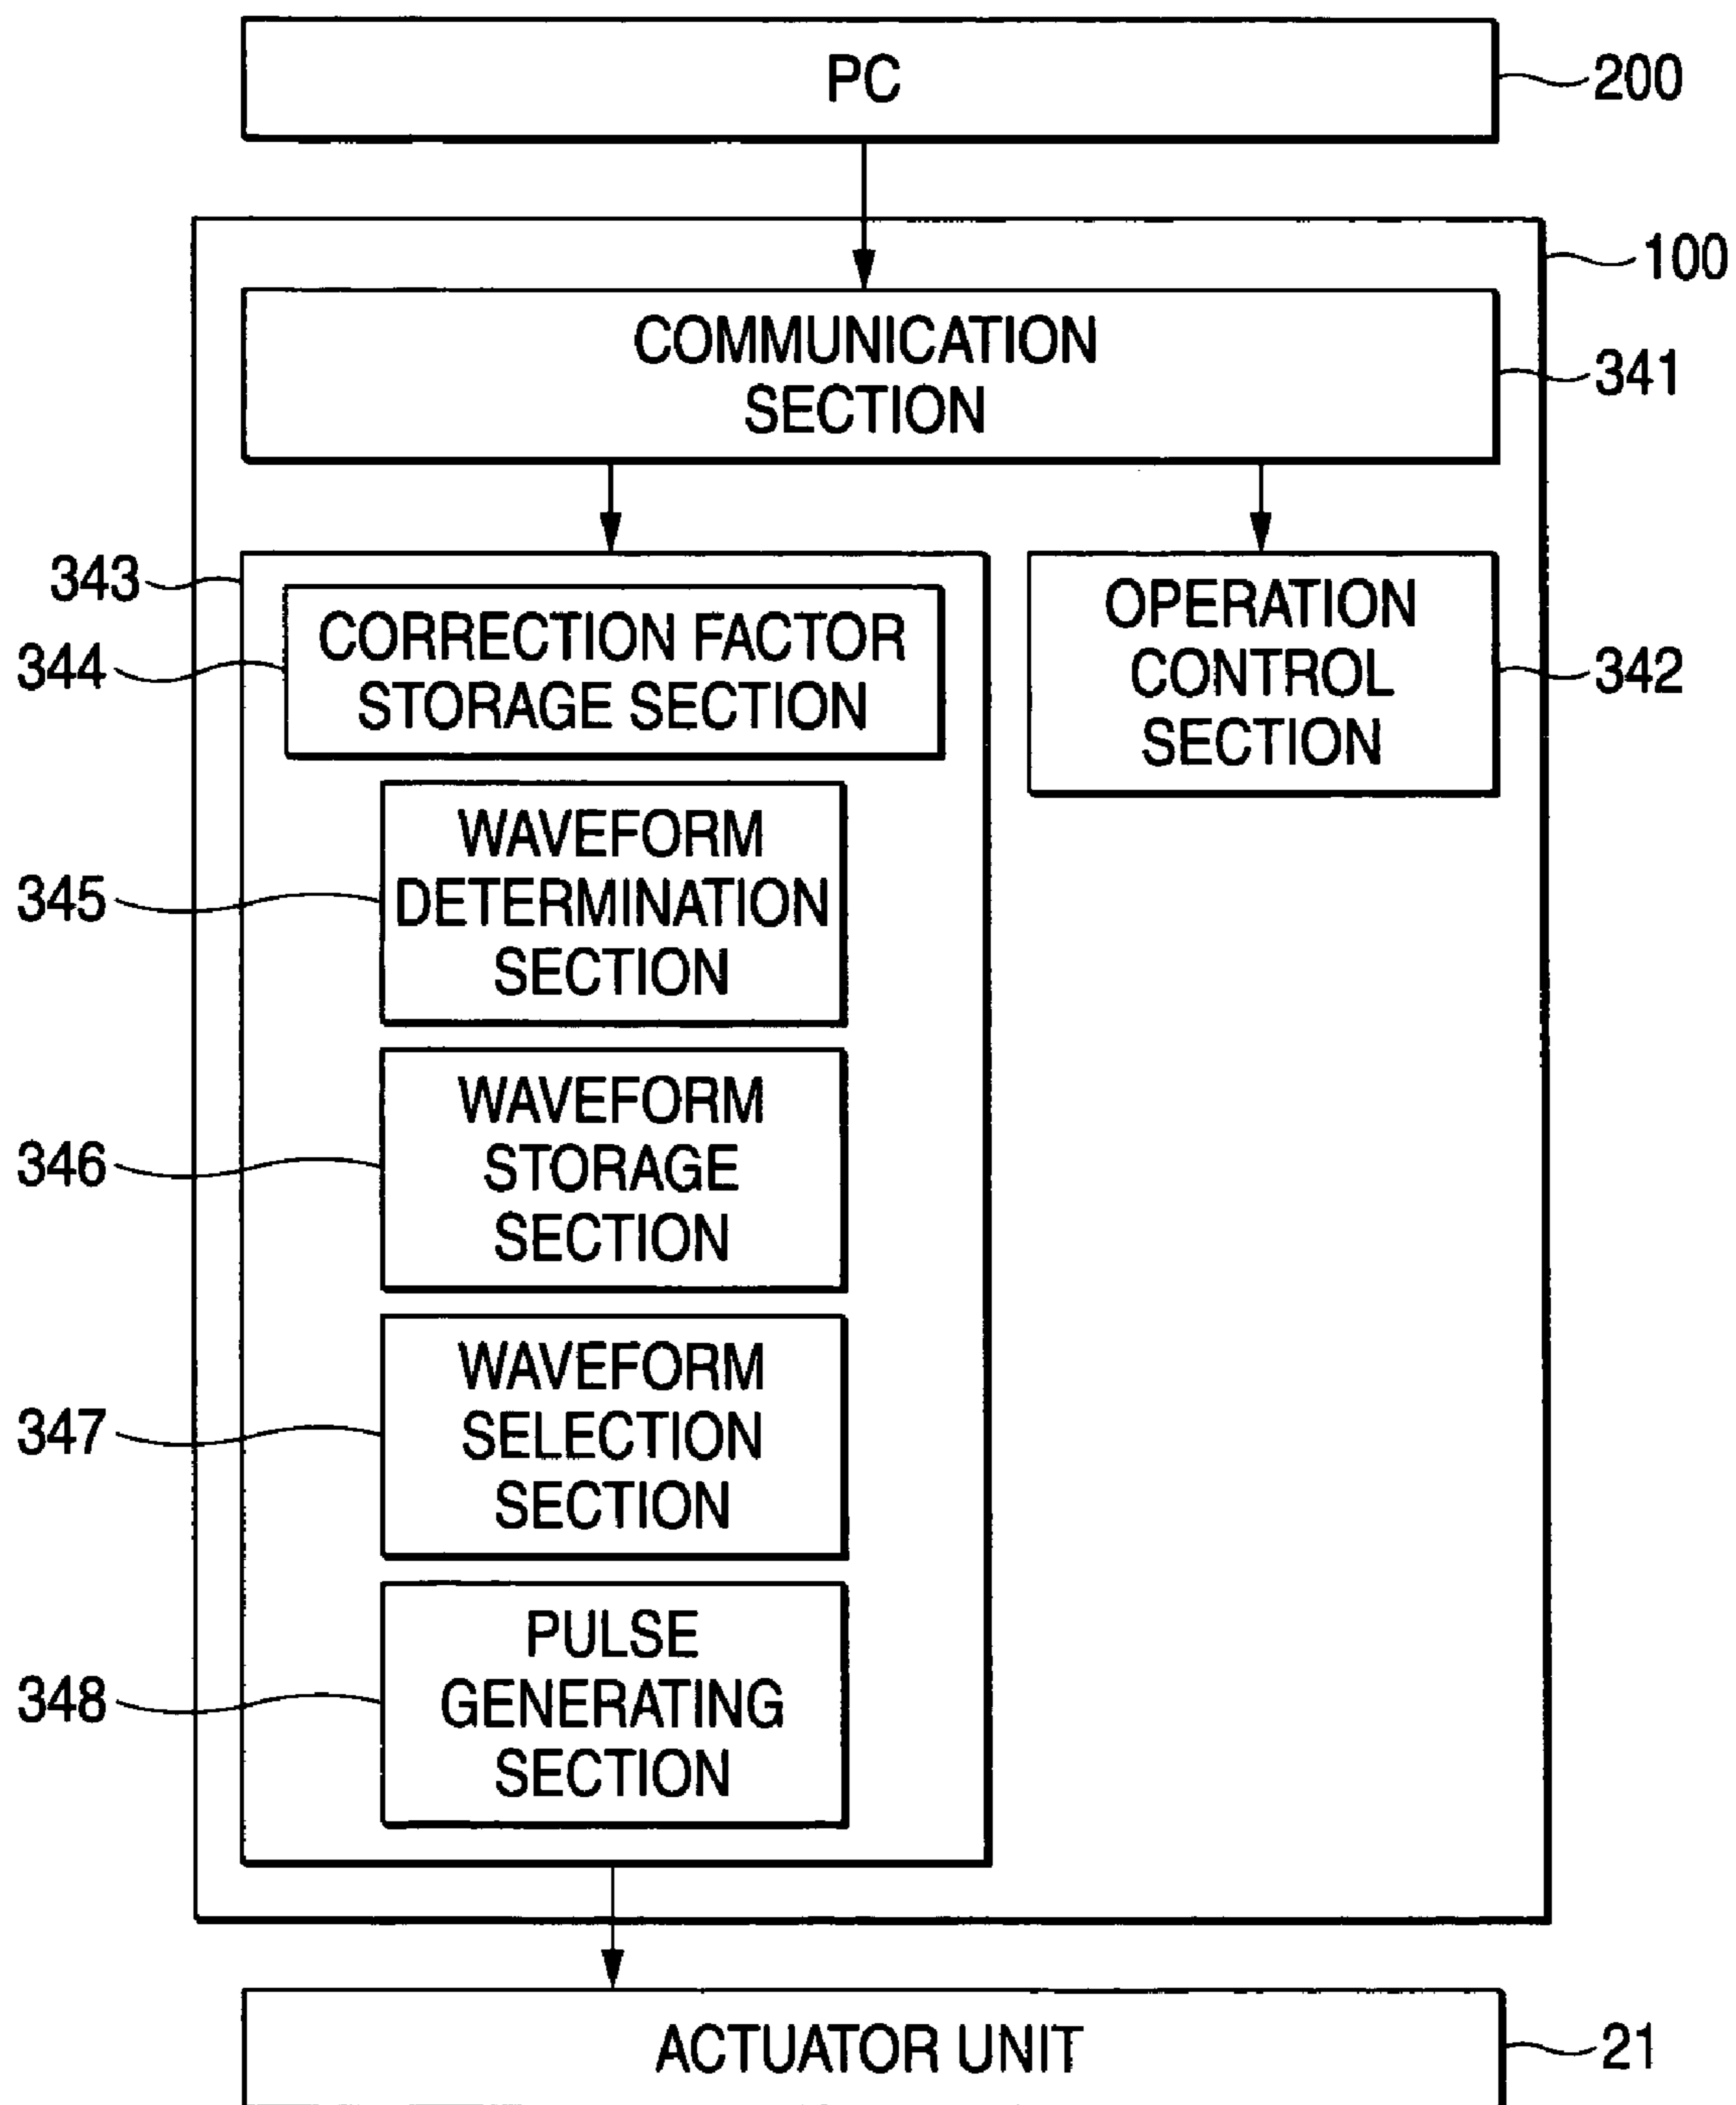 PC
200
100
COMMUNICATION
SECTION
341
343
344
CORRECTION FACTOR
STORAGE SECTION
OPERATION
CONTROL
SECTION
342
345
WAVEFORM
DETERMINATION
SECTION
346
WAVEFORM
STORAGE
SECTION
347
WAVEFORM
SELECTION
SECTION
348
PULSE
GENERATING
SECTION
ACTUATOR UNIT
21